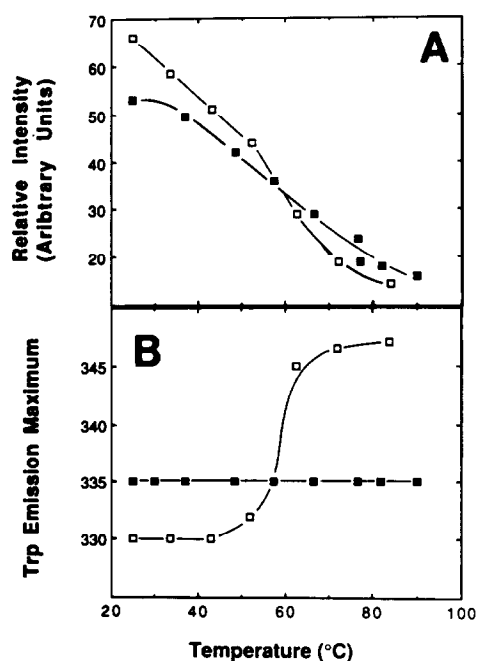 A
Relative Intensity
(Aribtrary Units)
70
60
50
40
30
20
B
Trp Emission Maximum
345
340
335
330
20 40 60 80 100
Temperature (°C)